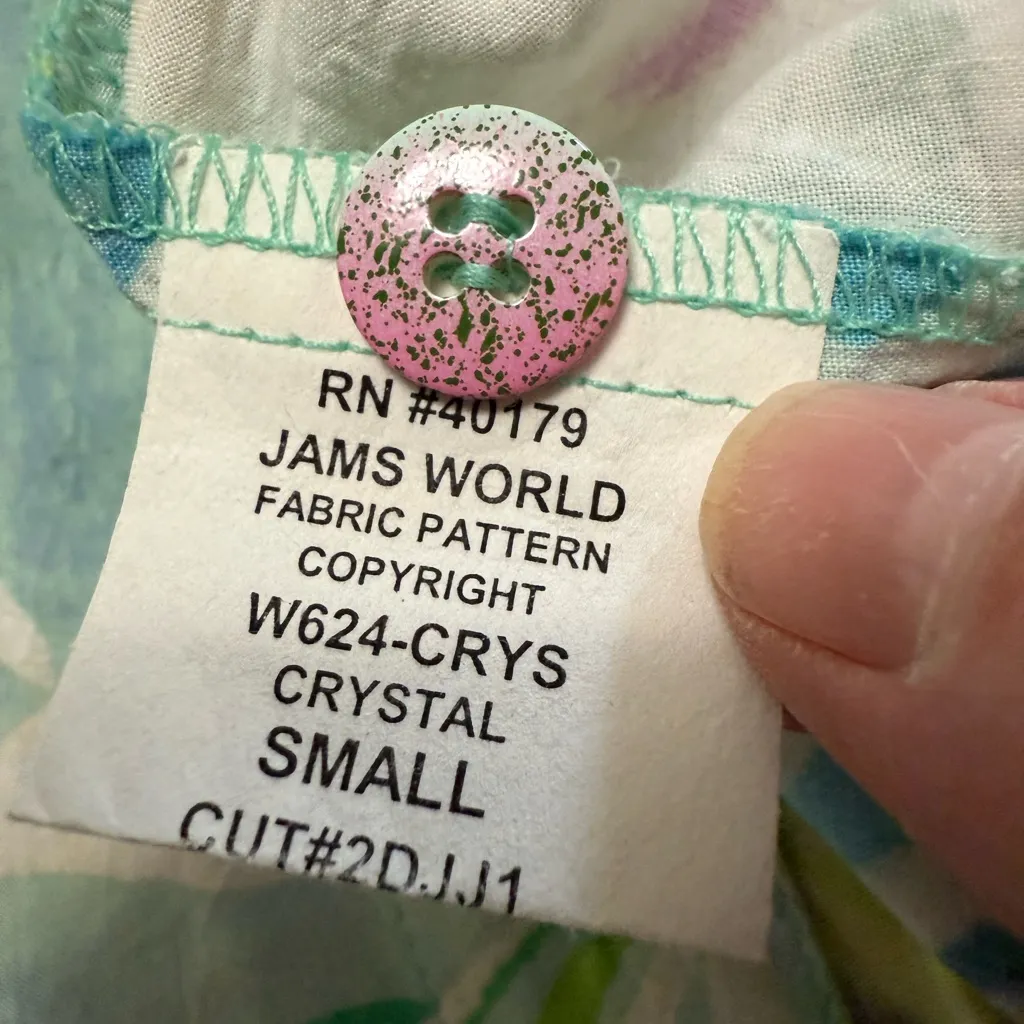 RN #40179
JAMS WORLD
FABRIC PATTERN
COPYRIGHT
W624-CRYS
CRYSTAL
SMALL
CUT#2DJJ1